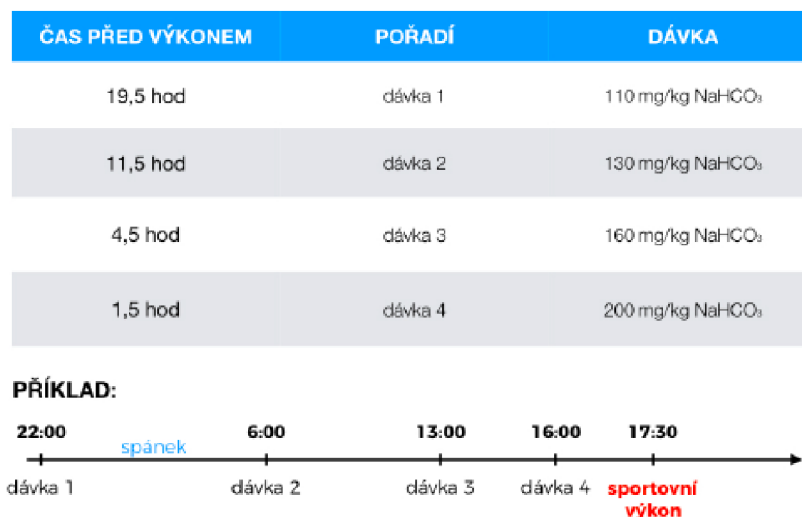 ČAS PŘED VÝKONEM POŘADÍ DÁVKA
19,5 hod dávka 1 110 mg/kg NaHCO₃
11,5 hod dávka 2 130 mg/kg NaHCO₃
4,5 hod dávka 3 160 mg/kg NaHCO₃
1,5 hod dávka 4 200 mg/kg NaHCO₃
PŘÍKLAD:
22:00 6:00 13:00 16:00 17:30
spánek
dávka 1 dávka 2 dávka 3 dávka 4 sportovní
výkon